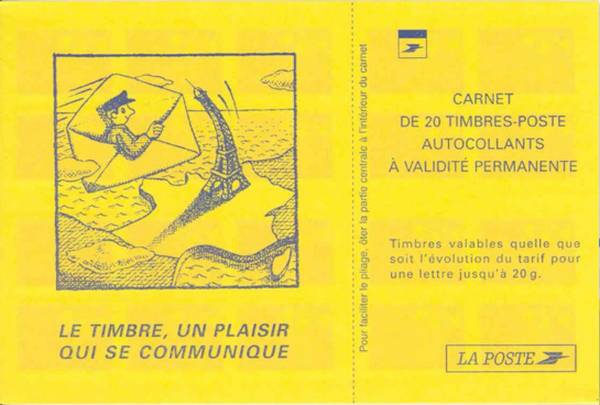 LE TIMBRE, UN PLAISIR
QUI SE COMMUNIQUE
Pour faciliter le pliage, ôter la partie centrale à l'intérieur du carnet
CARNET
DE 20 TIMBRES-POSTE
AUTOCOLLANTS
À VALIDITÉ PERMANENTE
Timbres valables quelle que
soit l'évolution du tarif pour
une lettre jusqu'à 20 g.
LA POSTE